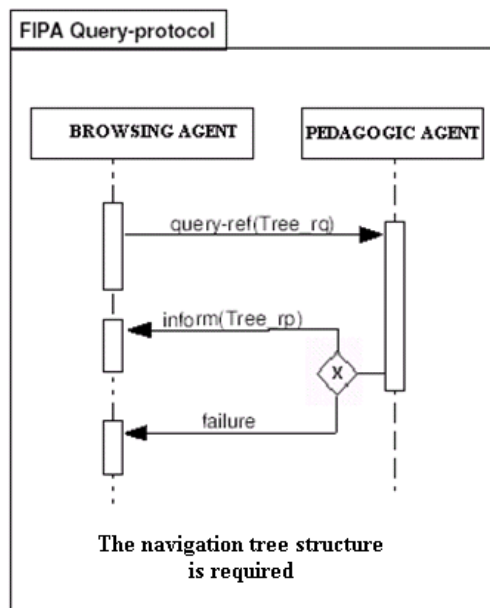 FIPA Query-protocol
BROWSING AGENT
PEDAGOGIC AGENT
query-ref(Tree_rq)
inform(Tree_rp)
X
failure
The navigation tree structure
is required